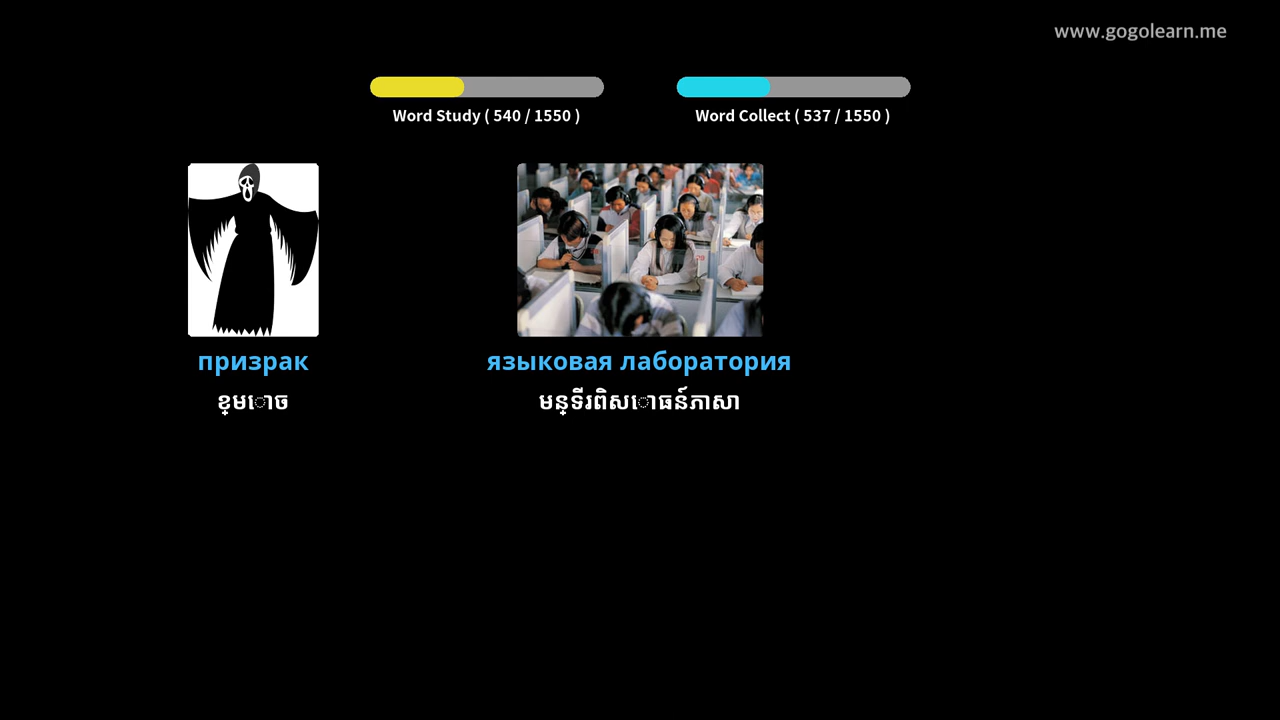 www.gogolearn.me
Word Study ( 540 / 1550 )
Word Collect ( 537 / 1550 )
призрак
ខ្មោច
языковая лаборатория
មន្ទីរពិសោធន៍ភាសា